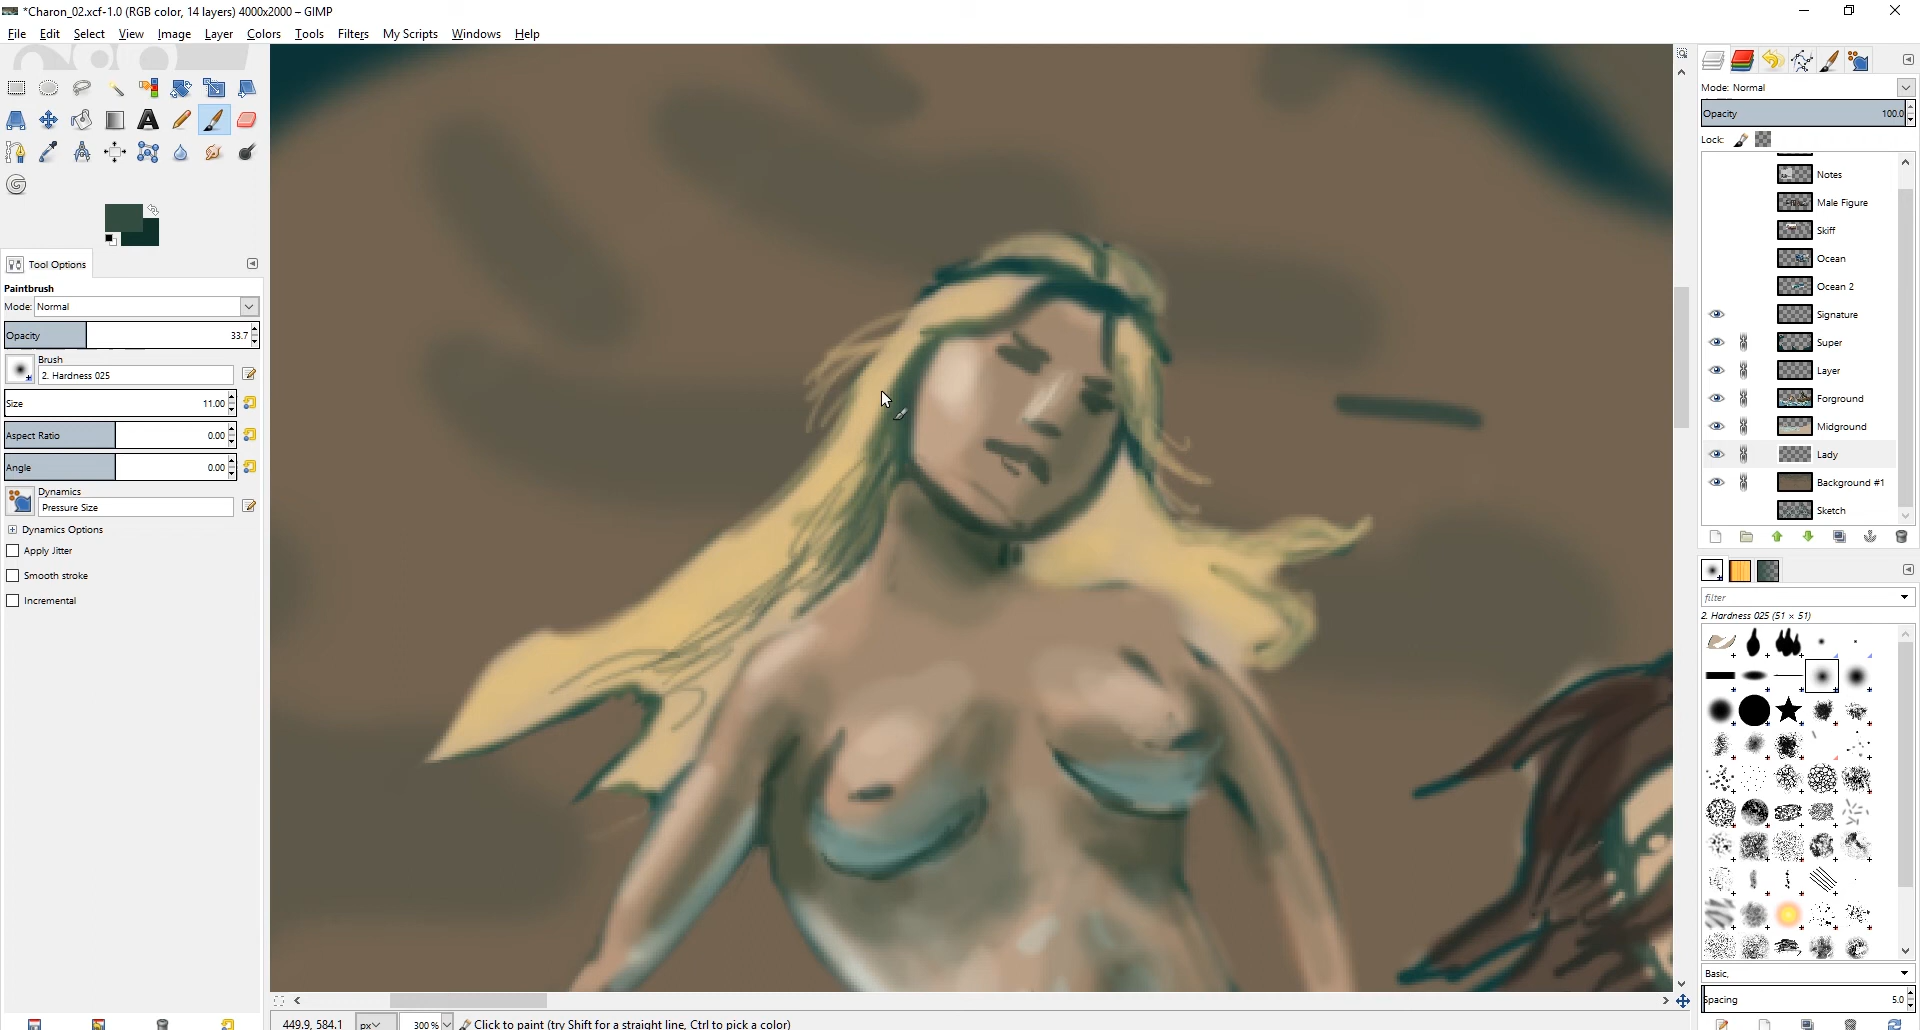 *Charon_02.xcf-1.0 (RGB color, 14 layers) 4000x2000 – GIMP
File Edit Select View Image Layer Colors Tools Filters My Scripts Windows Help
Tool Options
Paintbrush
Mode: Normal
Opacity 33.7
Brush
2. Hardness 025
Size 11.00
Aspect Ratio 0.00
Angle 0.00
Dynamics
Pressure Size
Dynamics Options
Apply Jitter
Smooth stroke
Incremental
449.9, 584.1 px 300% Click to paint (try Shift for a straight line, Ctrl to pick a color)
Mode: Normal
Opacity 100.0
Lock:
Notes
Male Figure
Skiff
Ocean
Ocean 2
Signature
Super
Layer
Forground
Midground
Lady
Background #1
Sketch
filter
2. Hardness 025 (51 × 51)
Basic,
Spacing 5.0